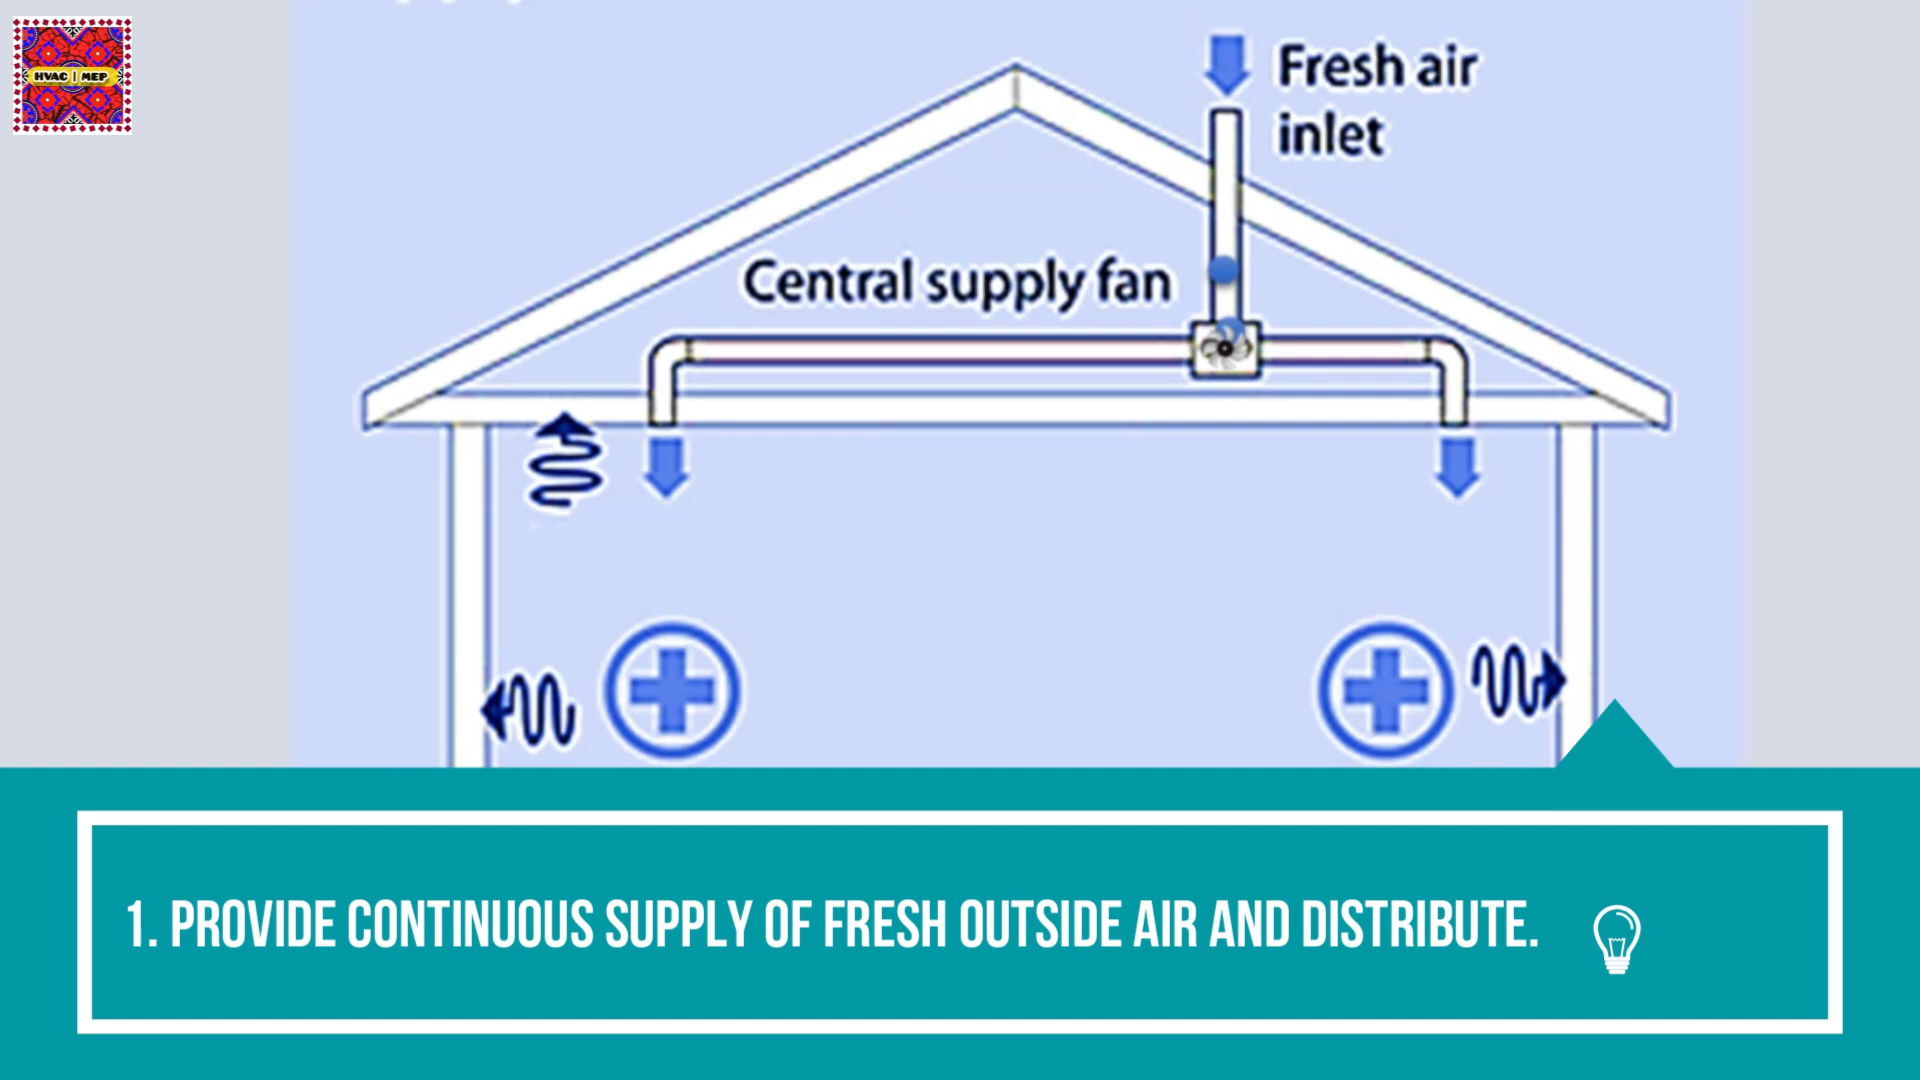 HVAC | MEP
Fresh air
inlet
Central supply fan
1. PROVIDE CONTINUOUS SUPPLY OF FRESH OUTSIDE AIR AND DISTRIBUTE.